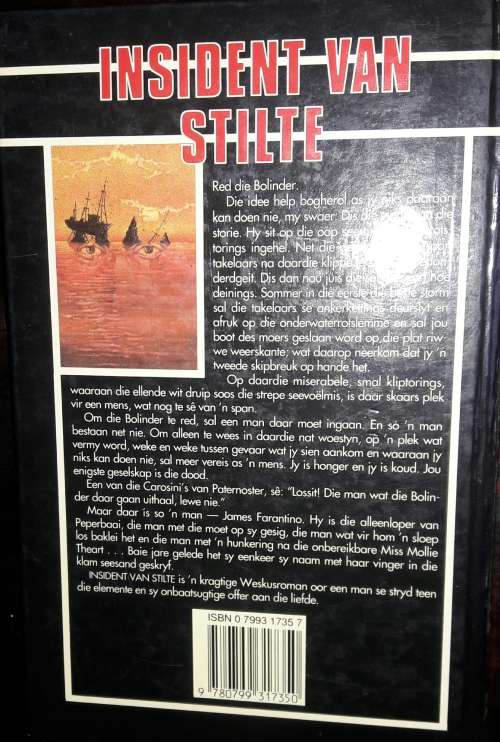 INSIDENT VAN
STILTE
Red die Bolinder.
Die idee help bogherol as jy niks
kan doen nie, my swaer. Dis die die
storie. Hy sit op die oop
torings ingehel. Net die
takelaars na daardie
derdgeit. Dis dan nou juis die
deinings. Sommer in die eerste die beste storm
sal die takelaars se ankerkettings deurslyt en
afruk op die onderwaterrotslemme en sal jou
boot des moers geslaan word op die plat riw-
we weerskante; wat daarop neerkom dat jy 'n
tweede skipbreuk op hande het.
Op daardie miserabele, smal kliptorings,
waaraan die ellende wit druip soos die strepe seevoëlmis, is daar skaars plek
vir een mens, wat nog te sê van 'n span.
Om die Bolinder te red, sal een man daar moet ingaan. En so 'n man
bestaan net nie. Om alleen te wees in daardie nat woestyn, op 'n plek wat
vermy word, weke en weke tussen gevaar wat jy sien aankom en waaraan jy
niks kan doen nie, sal meer vereis as 'n mens. Jy is honger en jy is koud. Jou
enigste geselskap is die dood.
Een van die Carosini's van Paternoster, sê: "Lossit! Die man wat die Bolin-
der daar gaan uithaal, lewe nie."
Maar daar is so 'n man — James Farantino. Hy is die alleenloper van
Peperbaai, die man met die moet op sy gesig, die man wat vir hom 'n sloep
los baklei het en die man met 'n hunkering na die onbereikbare Miss Mollie
Theart . . . Baie jare gelede het sy eenkeer sy naam met haar vinger in die
klam seesand geskryf.
INSIDENT VAN STILTE is 'n kragtige Weskusroman oor een man se stryd teen
die elemente en sy onbaatsugtige offer aan die liefde.
ISBN 0 7993 1735 7
9 780799 317350